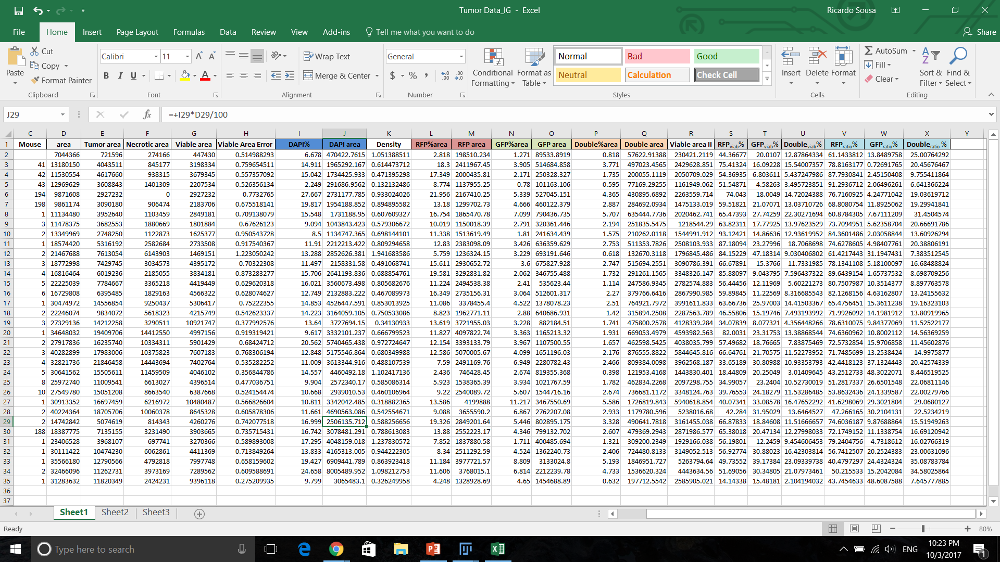 Tumor Data_IG - Excel
Ricardo Sousa
File Home Insert Page Layout Formulas Data Review View Add-ins Tell me what you want to do Share
Paste Cut Copy Format Painter Clipboard
Calibri 11 B I U Font
Wrap Text Merge & Center Alignment
General $ % , Number
Conditional Formatting Format as Table Normal Bad Good Neutral Calculation Check Cell Styles
Insert Delete Format Cells
AutoSum Fill Clear Sort & Filter Find & Select Editing
J29 fx =+I29*D29/100
C D E F G H I J K L M N O P Q R S T U V W X Y
1 Mouse area Tumor area Necrotic area Viable area Viable Area Error DAPI% DAPI area Density RFP%area RFP area GFP%area GFP area Double%area Double area Viable area II RFPviab% GFPviab% Doubleviab% RFPratio% GFPratio% Doubleratio %
2 7044366 721596 274166 447430 0.514988293 6.678 470422.7615 1.051388511 2.818 198510.234 1.271 89533.8919 0.818 57622.91388 230421.2119 44.36677 20.0107 12.87864334 61.1433812 13.8489758 25.00764292
3 41 13180150 4043511 845177 3198334 0.759654511 14.911 1965292.167 0.614473712 18.3 2411967.45 3.905 514684.858 3.771 497023.4565 2429628.851 75.41324 16.09228 15.54007357 78.8163177 0.72691765 20.45676467
4 42 11530554 4617660 938315 3679345 0.557357092 15.042 1734425.933 0.471395298 17.349 2000435.81 2.171 250328.327 1.735 200055.1119 2050709.029 54.36935 6.803611 5.437247986 87.7930841 2.45150408 9.755411864
5 43 12969629 3608843 1401309 2207534 0.526356134 2.249 291686.9562 0.132132486 8.774 1137955.25 0.78 101163.106 0.595 77169.29255 1161949.062 51.54871 4.58263 3.495723851 91.2936712 2.06496261 6.641366224
6 194 9871608 2927232 0 2927232 0.7732765 27.667 2731177.785 0.933024026 21.956 2167410.25 5.339 527045.151 4.365 430895.6892 2263559.714 74.043 18.0049 14.72024388 76.7160925 4.24771042 19.03619712
7 198 9861174 3090180 906474 2183706 0.675518141 19.817 1954188.852 0.894895582 13.18 1299702.73 4.666 460122.379 2.887 284692.0934 1475133.019 59.51821 21.07071 13.03710726 68.8080754 11.8925062 19.29941841
8 1 11134480 3952640 1103459 2849181 0.709138079 15.548 1731188.95 0.607609327 16.754 1865470.78 7.099 790436.735 5.707 635444.7736 2020462.741 65.47393 27.74259 22.30271694 60.8784305 7.67111209 31.4504574
9 3 11478375 3682553 1880669 1801884 0.67626123 9.094 1043843.423 0.579306672 10.019 1150018.39 2.791 320361.446 2.194 251835.5475 1218544.29 63.82311 17.77925 13.97623529 73.7094951 5.62358704 20.66691786
10 2 13349969 2748250 1122873 1625377 0.950543728 8.5 1134747.365 0.698144101 11.338 1513619.49 1.81 241634.439 1.575 210262.0118 1544991.912 93.12421 14.86636 12.93619952 84.3601486 2.03058844 13.60926294
11 1 18574420 5316192 2582684 2733508 0.917540367 11.91 2212213.422 0.809294658 12.83 2383098.09 3.426 636359.629 2.753 511353.7826 2508103.933 87.18094 23.27996 18.7068698 74.6278605 4.98407761 20.38806191
12 2 21467688 7613054 6143903 1469151 1.223050242 13.288 2852626.381 1.941683586 5.759 1236324.15 3.229 693191.646 0.618 132670.3118 1796845.486 84.15229 47.18314 9.030406802 61.4217443 31.1947431 7.383512545
13 3 18772998 7429745 3034573 4395172 0.70322308 11.497 2158331.58 0.491068741 15.611 2930652.72 3.6 675827.928 2.747 515694.2551 3090786.391 66.67891 15.3766 11.7331985 78.1341108 5.18100097 16.68488824
14 4 16816464 6019236 2185055 3834181 0.873283277 15.706 2641193.836 0.688854761 19.581 3292831.82 2.062 346755.488 1.732 291261.1565 3348326.147 85.88097 9.043795 7.596437322 89.6439154 1.65737532 8.698709256
15 5 22225039 7784667 3365218 4419449 0.629620318 16.021 3560673.498 0.805682676 11.224 2494538.38 2.41 535623.44 1.114 247586.9345 2782574.883 56.44456 12.11969 5.60221273 80.7507987 10.3514377 8.897763578
16 6 16729808 6395485 1829163 4566322 0.628074627 12.749 2132883.222 0.467089973 16.349 2735156.31 3.064 512601.317 2.27 379766.6416 2867990.985 59.89845 11.22569 8.316685543 82.1268156 4.63162807 13.24155632
17 1 30474972 14556854 9250437 5306417 0.75222355 14.853 4526447.591 0.853013925 11.086 3378455.4 4.522 1378078.23 2.51 764921.7972 3991611.833 63.66736 25.97003 14.41503367 65.4756451 15.3611238 19.16323103
18 2 22246074 9834072 5618323 4215749 0.542623337 14.223 3164059.105 0.750533086 8.823 1962771.11 2.88 640686.931 1.42 315894.2508 2287563.789 46.55806 15.19746 7.493193992 71.9926092 14.1981912 13.80919965
19 3 27329136 14212258 3290511 10921747 0.377992576 13.64 3727694.15 0.34130933 13.619 3721955.03 3.228 882184.51 1.741 475800.2578 4128339.284 34.07839 8.077321 4.356448266 78.6310075 9.84377069 11.52522177
20 1 34648032 19409706 14412550 4997156 0.919319421 9.617 3332101.237 0.666799523 11.827 4097822.74 3.363 1165213.32 1.931 669053.4979 4593982.563 82.0031 23.31753 13.38868544 74.6360962 10.8002112 14.56369259
21 2 27917836 16235740 10334311 5901429 0.68424712 20.562 5740465.438 0.972724647 12.154 3393133.79 3.967 1107500.55 1.657 462598.5425 4038035.799 57.49682 18.76665 7.83875469 72.5732854 15.9706858 11.45602876
22 3 40282899 17983006 10375823 7607183 0.768306194 12.848 5175546.864 0.680349988 12.586 5070005.67 4.099 1651196.03 2.176 876555.8822 5844645.816 66.64761 21.70575 11.52273952 71.7485699 13.2538424 14.9975877
23 4 32821736 21846458 14443694 7402764 0.535282252 11.009 3613344.916 0.488107539 7.59 2491169.76 6.949 2280782.43 2.466 809384.0098 3962568.187 33.65189 30.80988 10.93353793 42.4418123 37.1324443 20.42574339
24 5 30641562 15505611 11459509 4046102 0.356844786 14.557 4460492.18 1.102417136 2.436 746428.45 2.674 819355.368 0.398 121953.4168 1443830.401 18.44809 20.25049 3.01409645 43.2512733 48.3022071 8.446519525
25 8 25972740 11009541 6613027 4396514 0.477036751 9.904 2572340.17 0.585086314 5.923 1538365.39 3.934 1021767.59 1.782 462834.2268 2097298.755 34.99057 23.2404 10.52730019 51.2817337 26.6501548 22.06811146
26 10 27549780 15051208 8663540 6387668 0.524154474 10.668 2939010.53 0.460106964 9.22 2540089.72 5.607 1544716.16 2.674 736681.1172 3348124.763 39.76553 24.18279 11.53286485 53.8632436 24.1339587 22.00279766
27 1 30913352 16697459 6216972 10480487 0.566826604 10.811 3342042.485 0.318882365 13.586 4199888 11.217 3467550.69 5.586 1726819.843 5940618.854 40.07341 33.08578 16.47652292 41.6298069 29.3021804 29.0680127
28 2 40224364 18705706 10060378 8645328 0.605878306 11.661 4690563.086 0.542554671 9.088 3655590.2 6.867 2762207.08 2.933 1179780.596 5238016.68 42.284 31.95029 13.6464527 47.266165 30.2104131 22.5234219
29 2 14742842 5074619 814343 4260276 0.742077518 16.999 2506135.712 0.588256656 19.326 2849201.64 5.446 802895.175 3.328 490641.7818 3161455.038 66.87833 18.84608 11.51666657 74.6036187 9.87688864 15.51949263
30 188 18387775 7135155 3231490 3903665 0.735715431 16.742 3078481.291 0.788613083 13.88 2552223.17 4.346 799132.702 2.607 479369.2943 2871986.577 65.38018 20.47134 12.27998033 72.1749152 11.1338754 16.69120942
31 1 23406528 3968107 697741 3270366 0.589893008 17.295 4048159.018 1.237830572 7.852 1837880.58 1.711 400485.694 1.321 309200.2349 1929166.038 56.19801 12.2459 9.454606453 79.2404756 4.7318612 16.02766319
32 1 30111422 10474230 6062861 4411369 0.713849264 13.833 4165313.005 0.944222305 8.34 2511292.59 4.524 1362240.73 2.406 724480.8133 3149052.513 56.92774 30.88023 16.42303814 56.7412507 20.2524383 23.00631096
33 1 35566180 12790566 4792818 7997748 0.658159602 19.427 6909441.789 0.863923418 11.184 3977721.57 8.809 3133024.8 5.193 1846951.727 5263794.64 49.73552 39.17384 23.09339738 40.4797297 24.4324324 35.08783784
34 2 32466096 11262731 3973169 7289562 0.609588691 24.658 8005489.952 1.098212753 11.606 3768015.1 6.814 2212239.78 4.733 1536620.324 4443634.56 51.69056 30.34805 21.07973461 50.215533 15.2042084 34.58025864
35 1 31283632 11820349 2424231 9396118 0.275209935 9.799 3065483.1 0.326249958 4.248 1328928.69 4.65 1454688.89 0.632 197712.5542 2585905.021 14.14338 15.48181 2.104194032 43.7454633 48.6087588 7.645777885
36
37
Sheet1 Sheet2 Sheet3
Ready 80%
Type here to search ENG 10:23 PM
10/3/2017 1